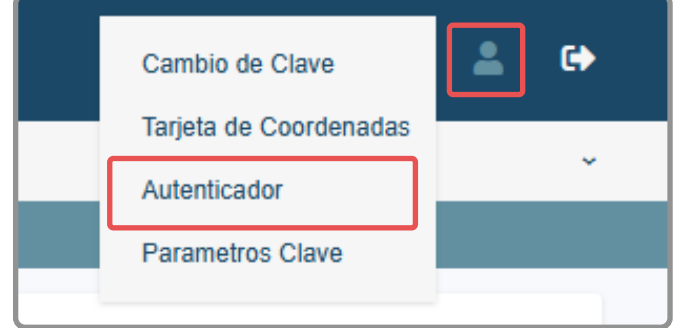 Cambio de Clave
Tarjeta de Coordenadas
Autenticador
Parametros Clave